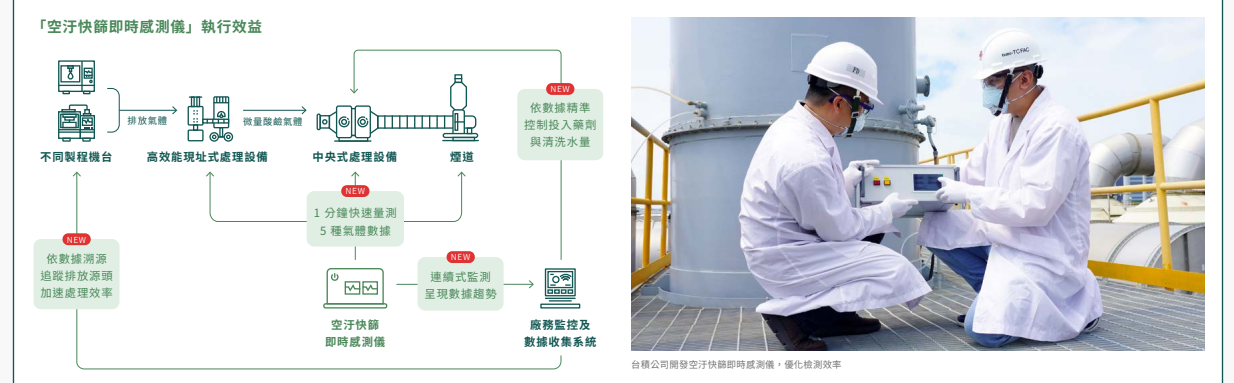 「空汙快篩即時感測儀」執行效益
NEW
依數據精準
控制投入藥劑
與清洗水量
排放氣體
微量酸鹼氣體
不同製程機台
高效能現址式處理設備
中央式處理設備
煙道
NEW
1 分鐘快速量測
5 種氣體數據
NEW
依數據溯源
追蹤排放源頭
加速處理效率
NEW
連續式監測
呈現數據趨勢
空汙快篩
即時感測儀
廠務監控及
數據收集系統
台積公司開發空汙快篩即時感測儀，優化檢測效率